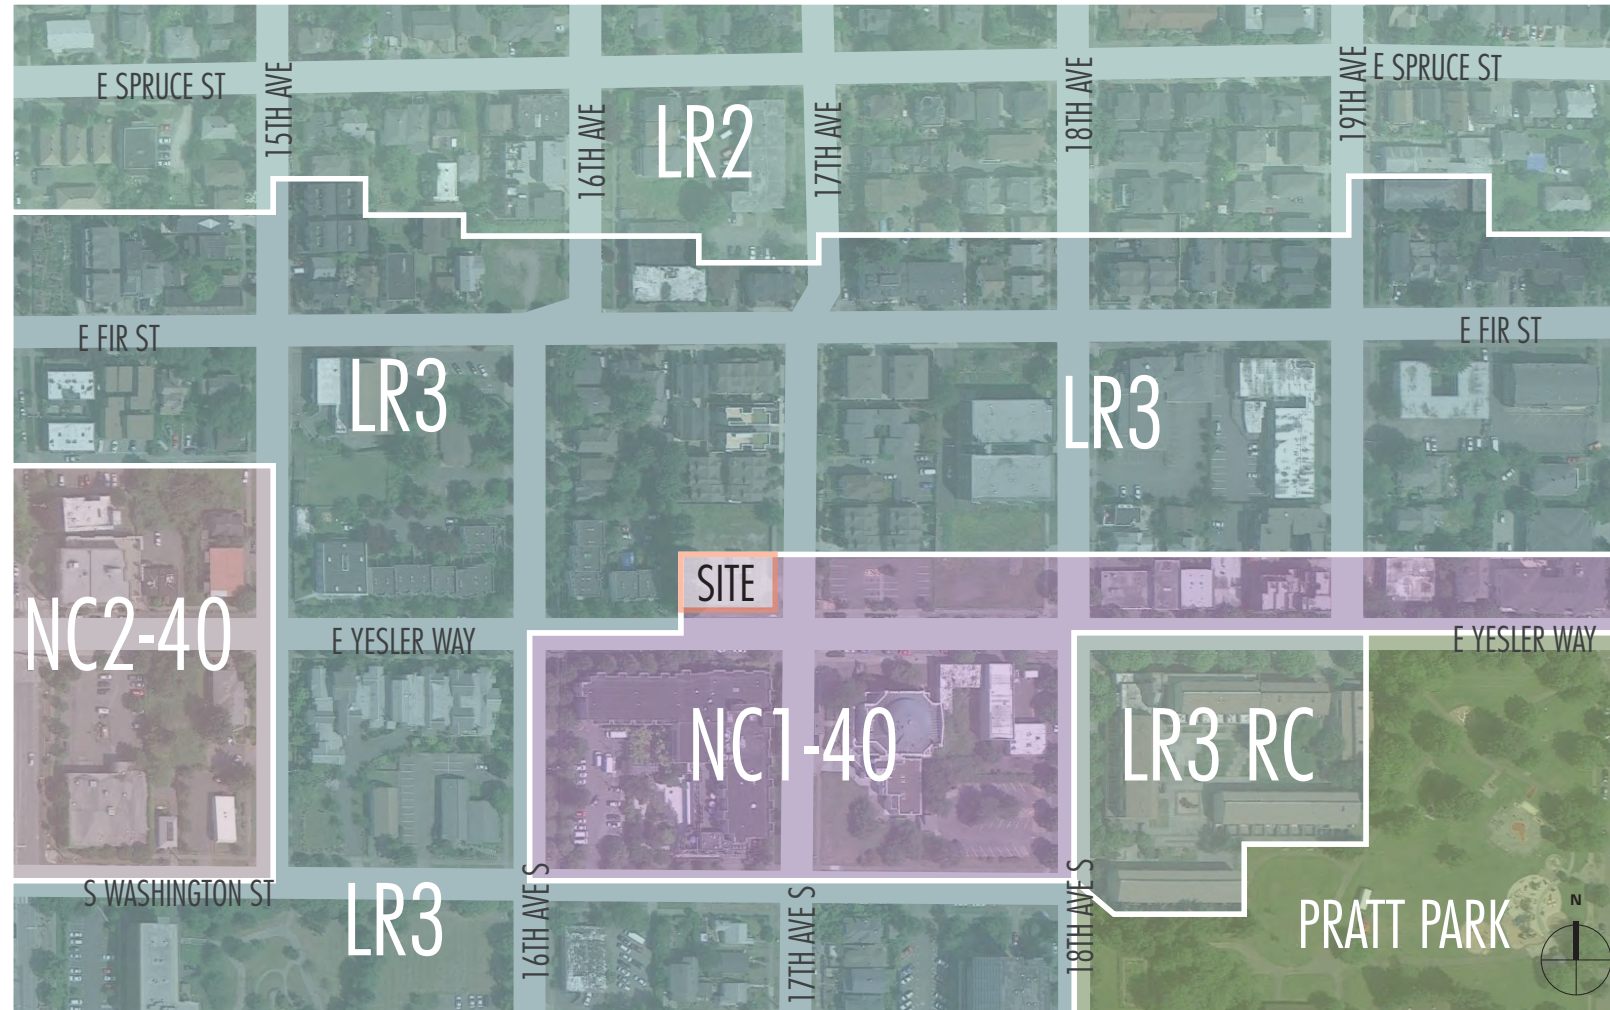 E SPRUCE ST
15TH AVE
16TH AVE
LR2
17TH AVE
18TH AVE
19TH AVE
E SPRUCE ST
E FIR ST
E FIR ST
LR3
LR3
SITE
NC2-40
E YESLER WAY
E YESLER WAY
NC1-40
LR3 RC
S WASHINGTON ST
LR3
16TH AVE S
17TH AVE S
18TH AVE S
PRATT PARK
N